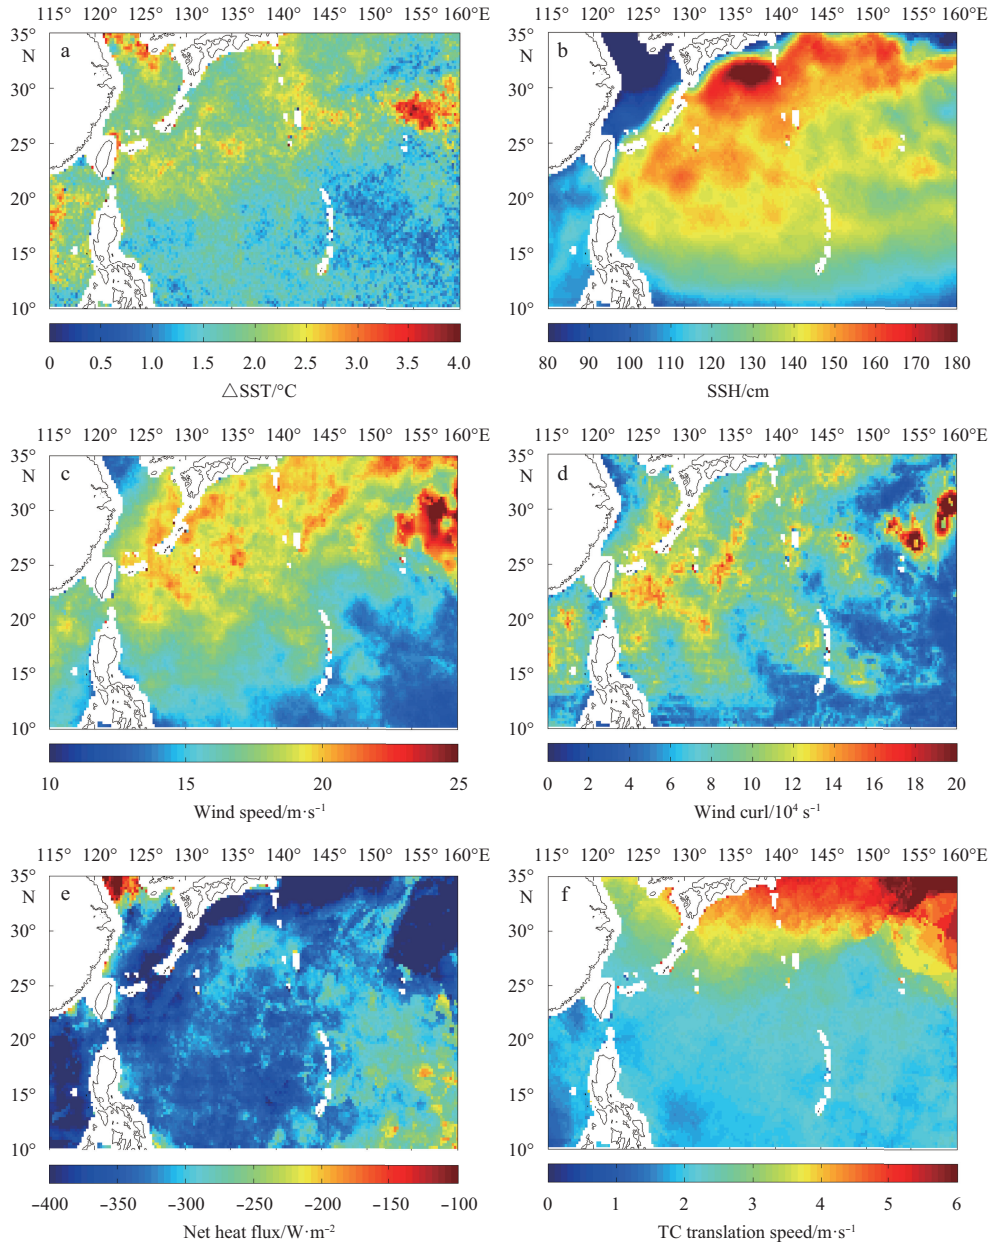 115° 120° 125° 130° 135° 140° 145° 150° 155° 160°E
35°
N
30°
25°
20°
15°
10°
a
0 0.5 1.0 1.5 2.0 2.5 3.0 3.5 4.0
△SST/°C
115° 120° 125° 130° 135° 140° 145° 150° 155° 160°E
35°
N
30°
25°
20°
15°
10°
b
80 90 100 110 120 130 140 150 160 170 180
SSH/cm
115° 120° 125° 130° 135° 140° 145° 150° 155° 160°E
35°
N
30°
25°
20°
15°
10°
c
10 15 20 25
Wind speed/m·s⁻¹
115° 120° 125° 130° 135° 140° 145° 150° 155° 160°E
35°
N
30°
25°
20°
15°
10°
d
0 2 4 6 8 10 12 14 16 18 20
Wind curl/10⁴ s⁻¹
115° 120° 125° 130° 135° 140° 145° 150° 155° 160°E
35°
N
30°
25°
20°
15°
10°
e
−400 −350 −300 −250 −200 −150 −100
Net heat flux/W·m⁻²
115° 120° 125° 130° 135° 140° 145° 150° 155° 160°E
35°
N
30°
25°
20°
15°
10°
f
0 1 2 3 4 5 6
TC translation speed/m·s⁻¹